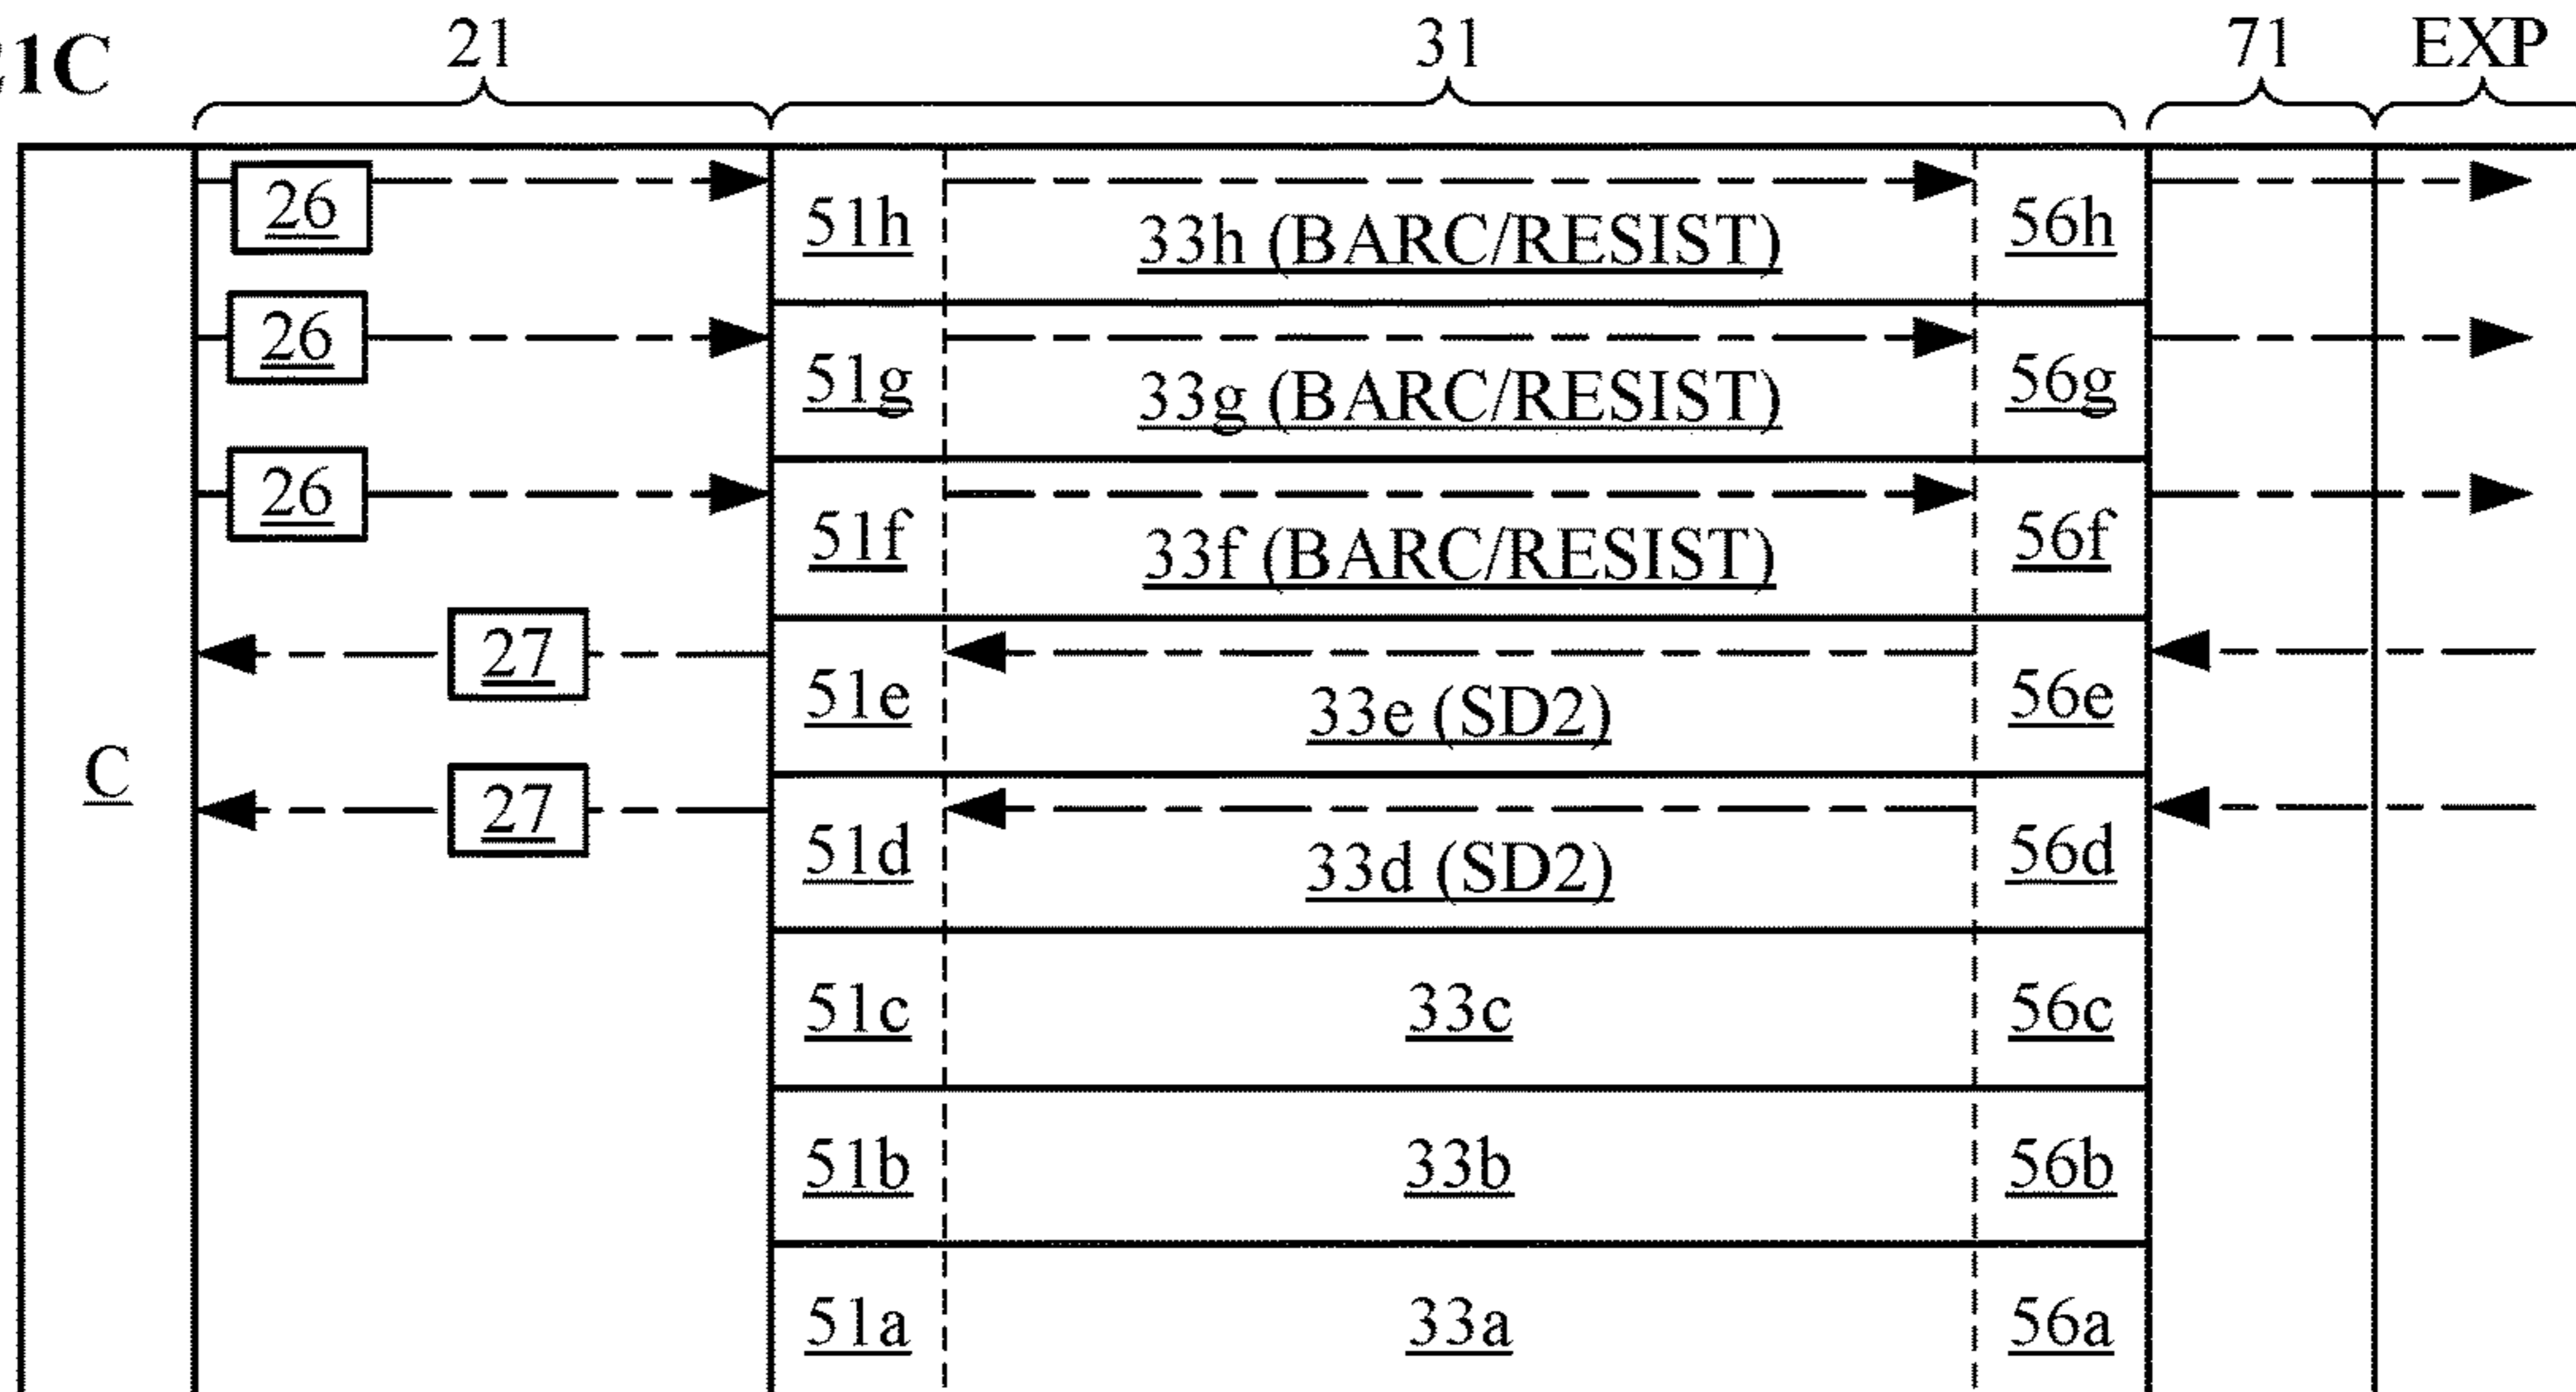 21C
21 31 71 EXP
26 51h 33h (BARC/RESIST) 56h
26 51g 33g (BARC/RESIST) 56g
26 51f 33f (BARC/RESIST) 56f
27 51e 33e (SD2) 56e
C
27 51d 33d (SD2) 56d
51c 33c 56c
51b 33b 56b
51a 33a 56a